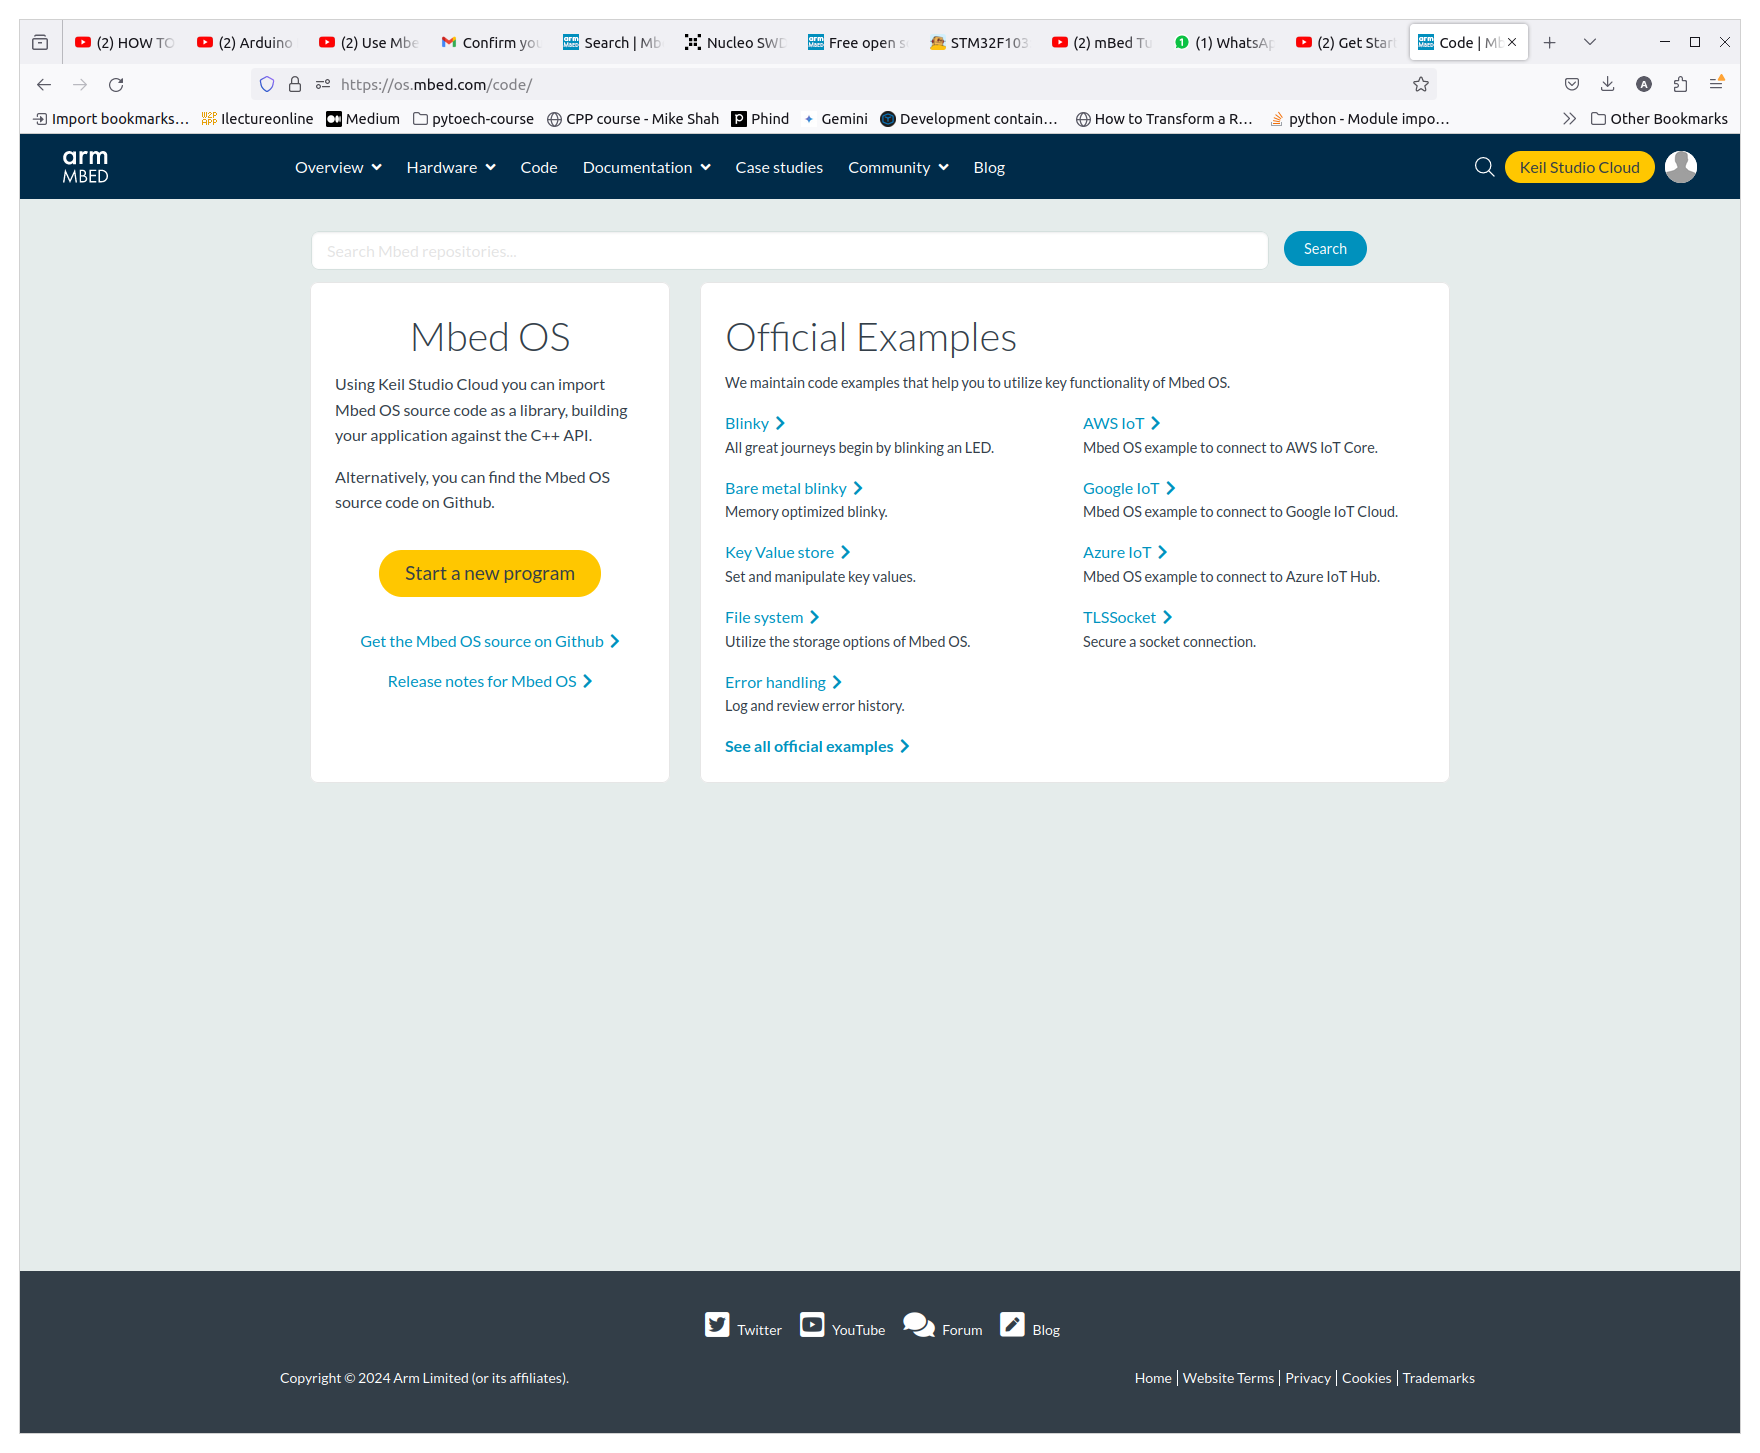 (2) HOW TO (2) Arduino (2) Use Mbe Confirm you Search | Mb Nucleo SWD Free open s STM32F103 (2) mBed Tu (1) WhatsAp (2) Get Start Code | Mb
https://os.mbed.com/code/
Import bookmarks... Ilectureonline Medium pytoech-course CPP course - Mike Shah Phind Gemini Development contain... How to Transform a R... python - Module impo... Other Bookmarks
arm
MBED
Overview Hardware Code Documentation Case studies Community Blog Keil Studio Cloud
Search Mbed repositories... Search
Mbed OS
Using Keil Studio Cloud you can import
Mbed OS source code as a library, building
your application against the C++ API.
Alternatively, you can find the Mbed OS
source code on Github.
Start a new program
Get the Mbed OS source on Github
Release notes for Mbed OS
Official Examples
We maintain code examples that help you to utilize key functionality of Mbed OS.
Blinky
All great journeys begin by blinking an LED.
Bare metal blinky
Memory optimized blinky.
Key Value store
Set and manipulate key values.
File system
Utilize the storage options of Mbed OS.
Error handling
Log and review error history.
See all official examples
AWS IoT
Mbed OS example to connect to AWS IoT Core.
Google IoT
Mbed OS example to connect to Google IoT Cloud.
Azure IoT
Mbed OS example to connect to Azure IoT Hub.
TLSSocket
Secure a socket connection.
Twitter YouTube Forum Blog
Copyright © 2024 Arm Limited (or its affiliates).
Home | Website Terms | Privacy | Cookies | Trademarks